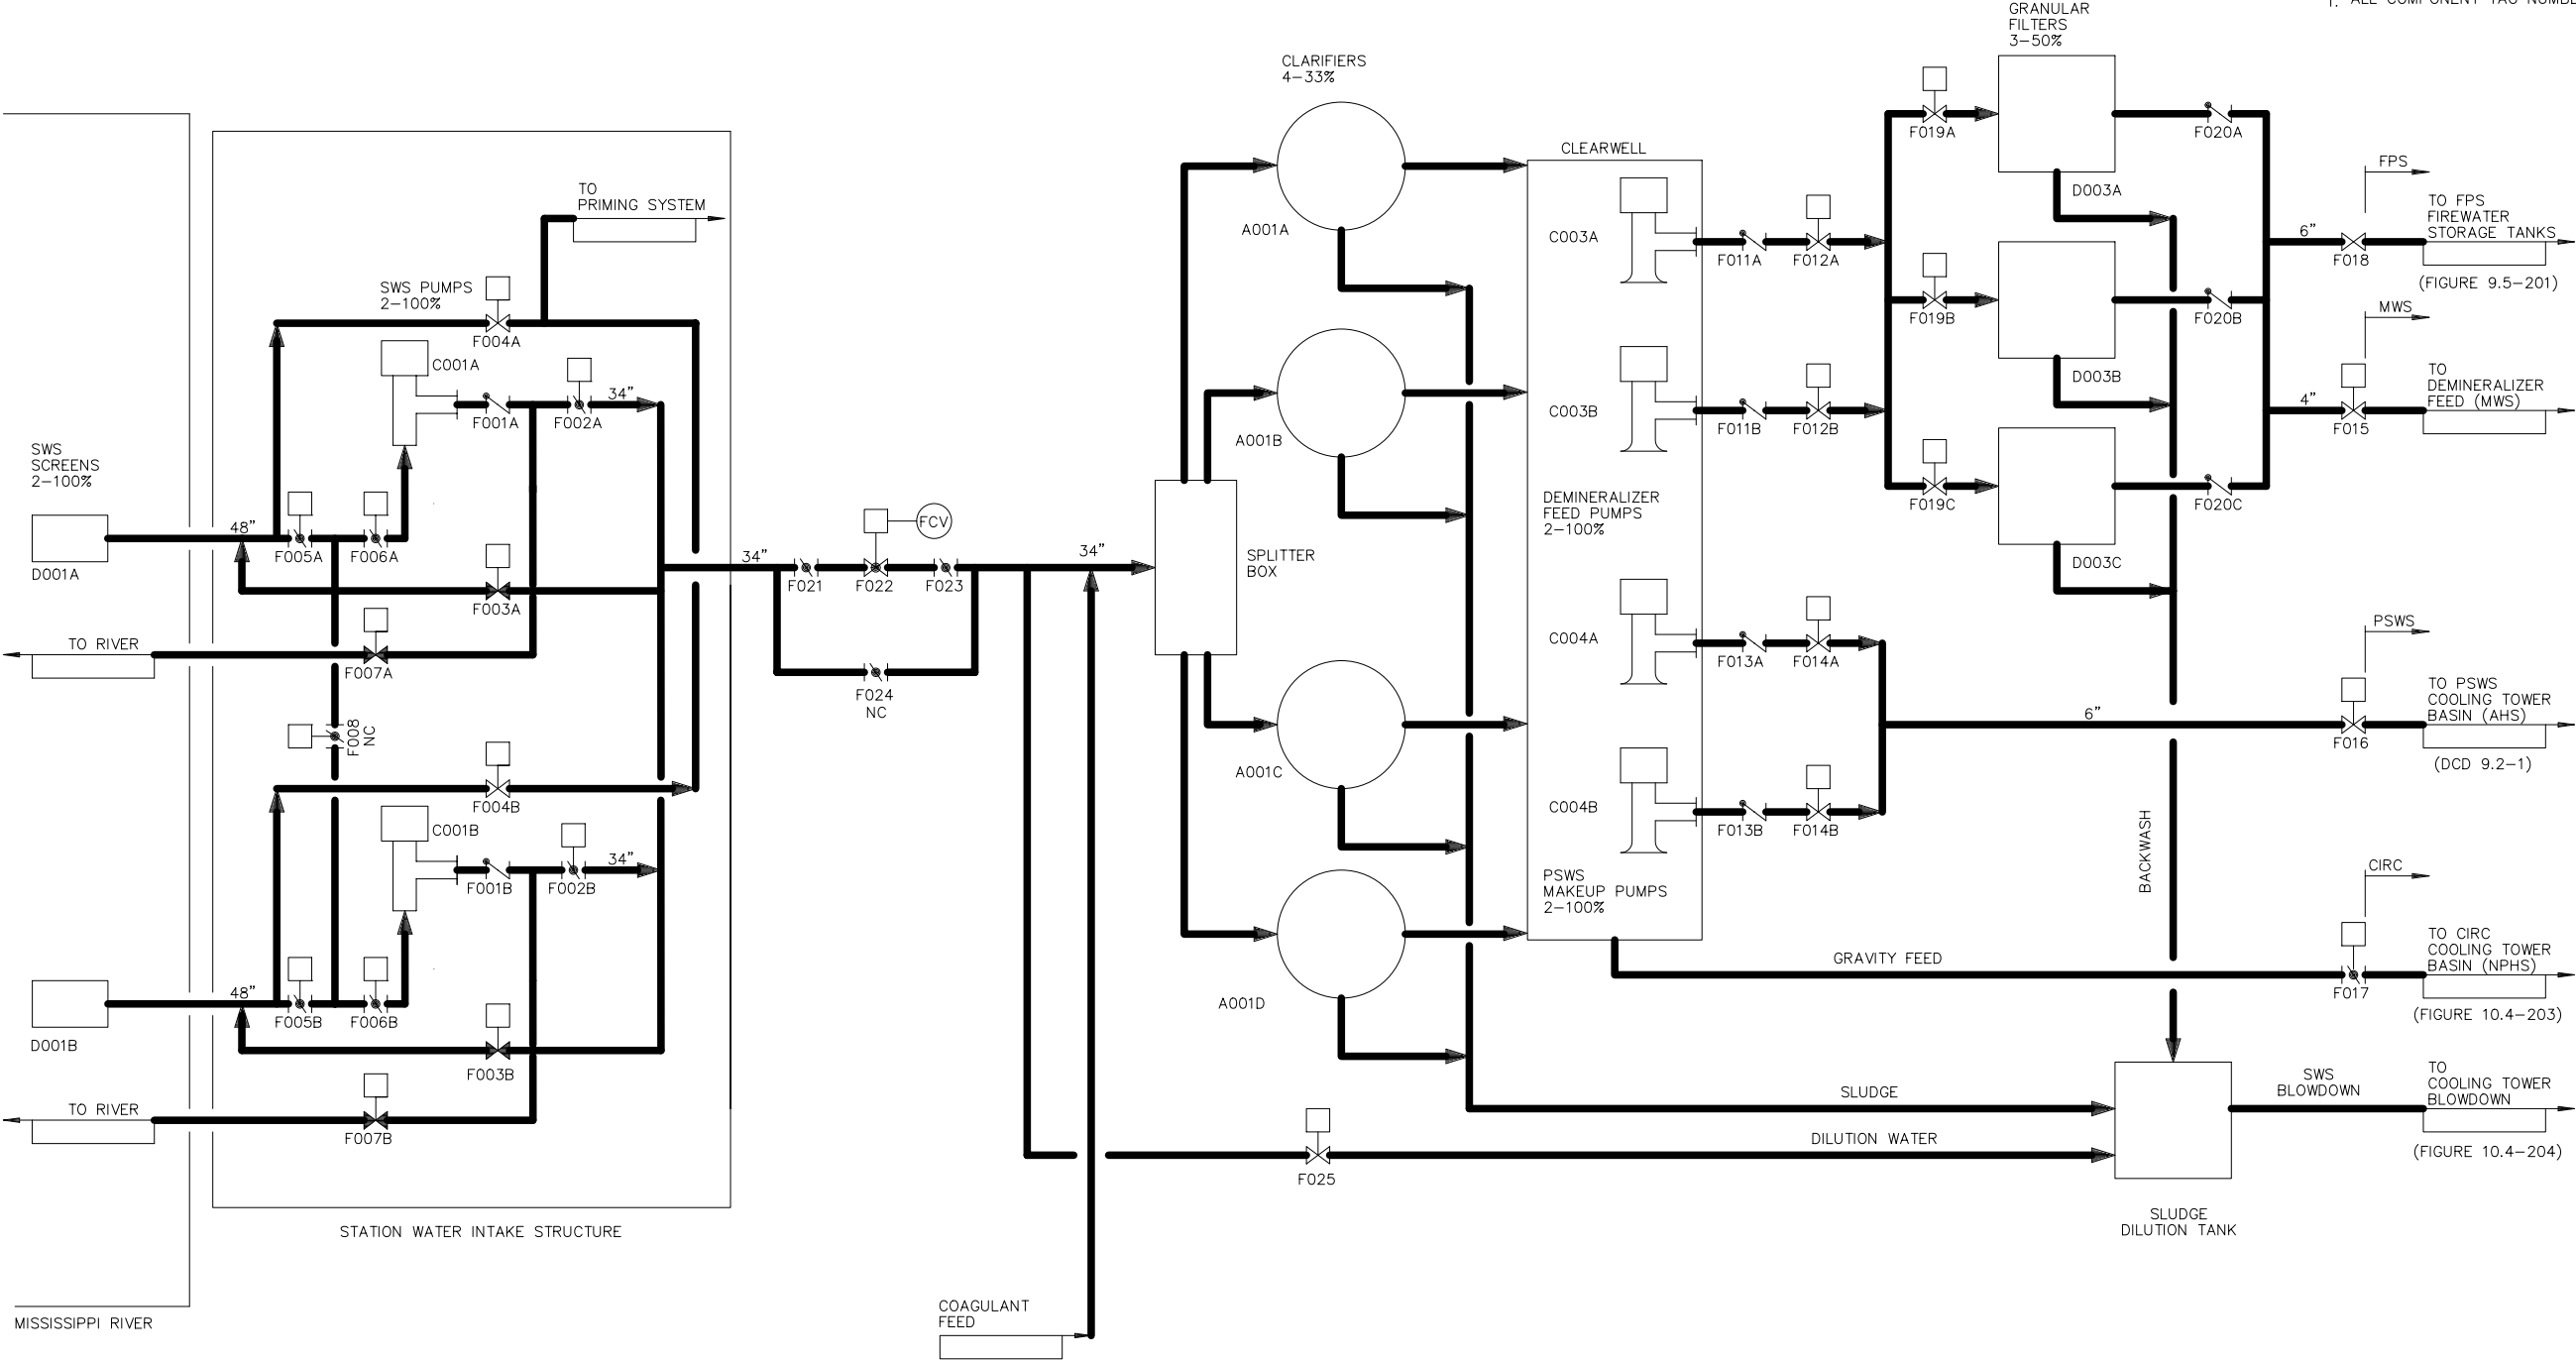 GRANULAR
FILTERS
3-50%
CLARIFIERS
4-33%
F019A
F020A
CLEARWELL
FPS
D003A
TO
PRIMING SYSTEM
TO FPS
FIREWATER
STORAGE TANKS
A001A
C003A
6"
F011A
F012A
F018
(FIGURE 9.5-201)
SWS PUMPS
2-100%
MWS
F019B
F020B
F004A
C001A
D003B
TO
DEMINERALIZER
FEED (MWS)
34"
C003B
4"
F001A
F002A
F011B
F012B
F015
A001B
SWS
SCREENS
2-100%
DEMINERALIZER
FEED PUMPS
2-100%
F019C
F020C
48"
FCV
F005A
F006A
34"
34"
SPLITTER
BOX
D001A
F021
F022
F023
D003C
F003A
PSWS
TO RIVER
C004A
F013A
F014A
F007A
F024
NC
TO PSWS
COOLING TOWER
BASIN (AHS)
6"
F008
NC
F016
(DCD 9.2-1)
A001C
F004B
C004B
C001B
F013B
F014B
34"
BACKWASH
F001B
F002B
CIRC
PSWS
MAKEUP PUMPS
2-100%
TO CIRC
COOLING TOWER
BASIN (NPHS)
GRAVITY FEED
48"
F005B
F006B
A001D
F017
(FIGURE 10.4-203)
D001B
F003B
TO
COOLING TOWER
BLOWDOWN
SWS
BLOWDOWN
SLUDGE
TO RIVER
F007B
DILUTION WATER
(FIGURE 10.4-204)
F025
STATION WATER INTAKE STRUCTURE
SLUDGE
DILUTION TANK
COAGULANT
FEED
MISSISSIPPI RIVER